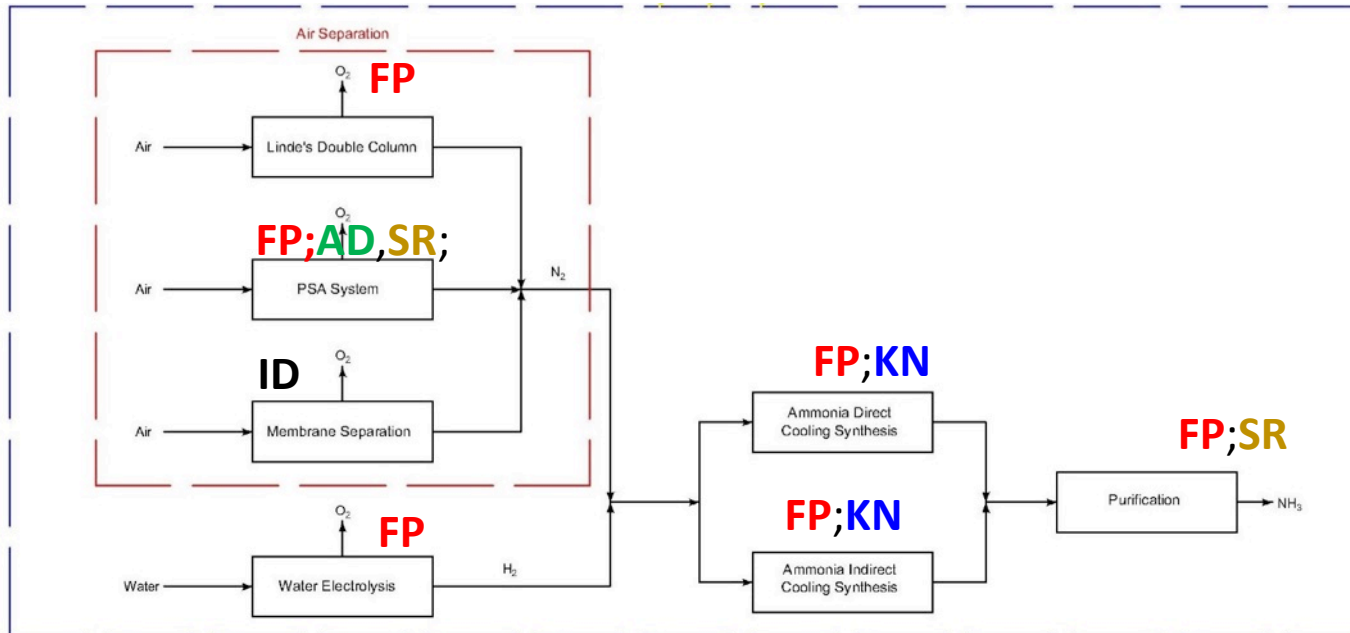 Air Separation
O₂
FP
Air
Linde's Double Column
O₂
FP;AD,SR;
N₂
Air
PSA System
O₂
ID
FP;KN
Air
Membrane Separation
Ammonia Direct
Cooling Synthesis
FP;SR
Purification
NH₃
O₂
FP
FP;KN
Water
Water Electrolysis
H₂
Ammonia Indirect
Cooling Synthesis